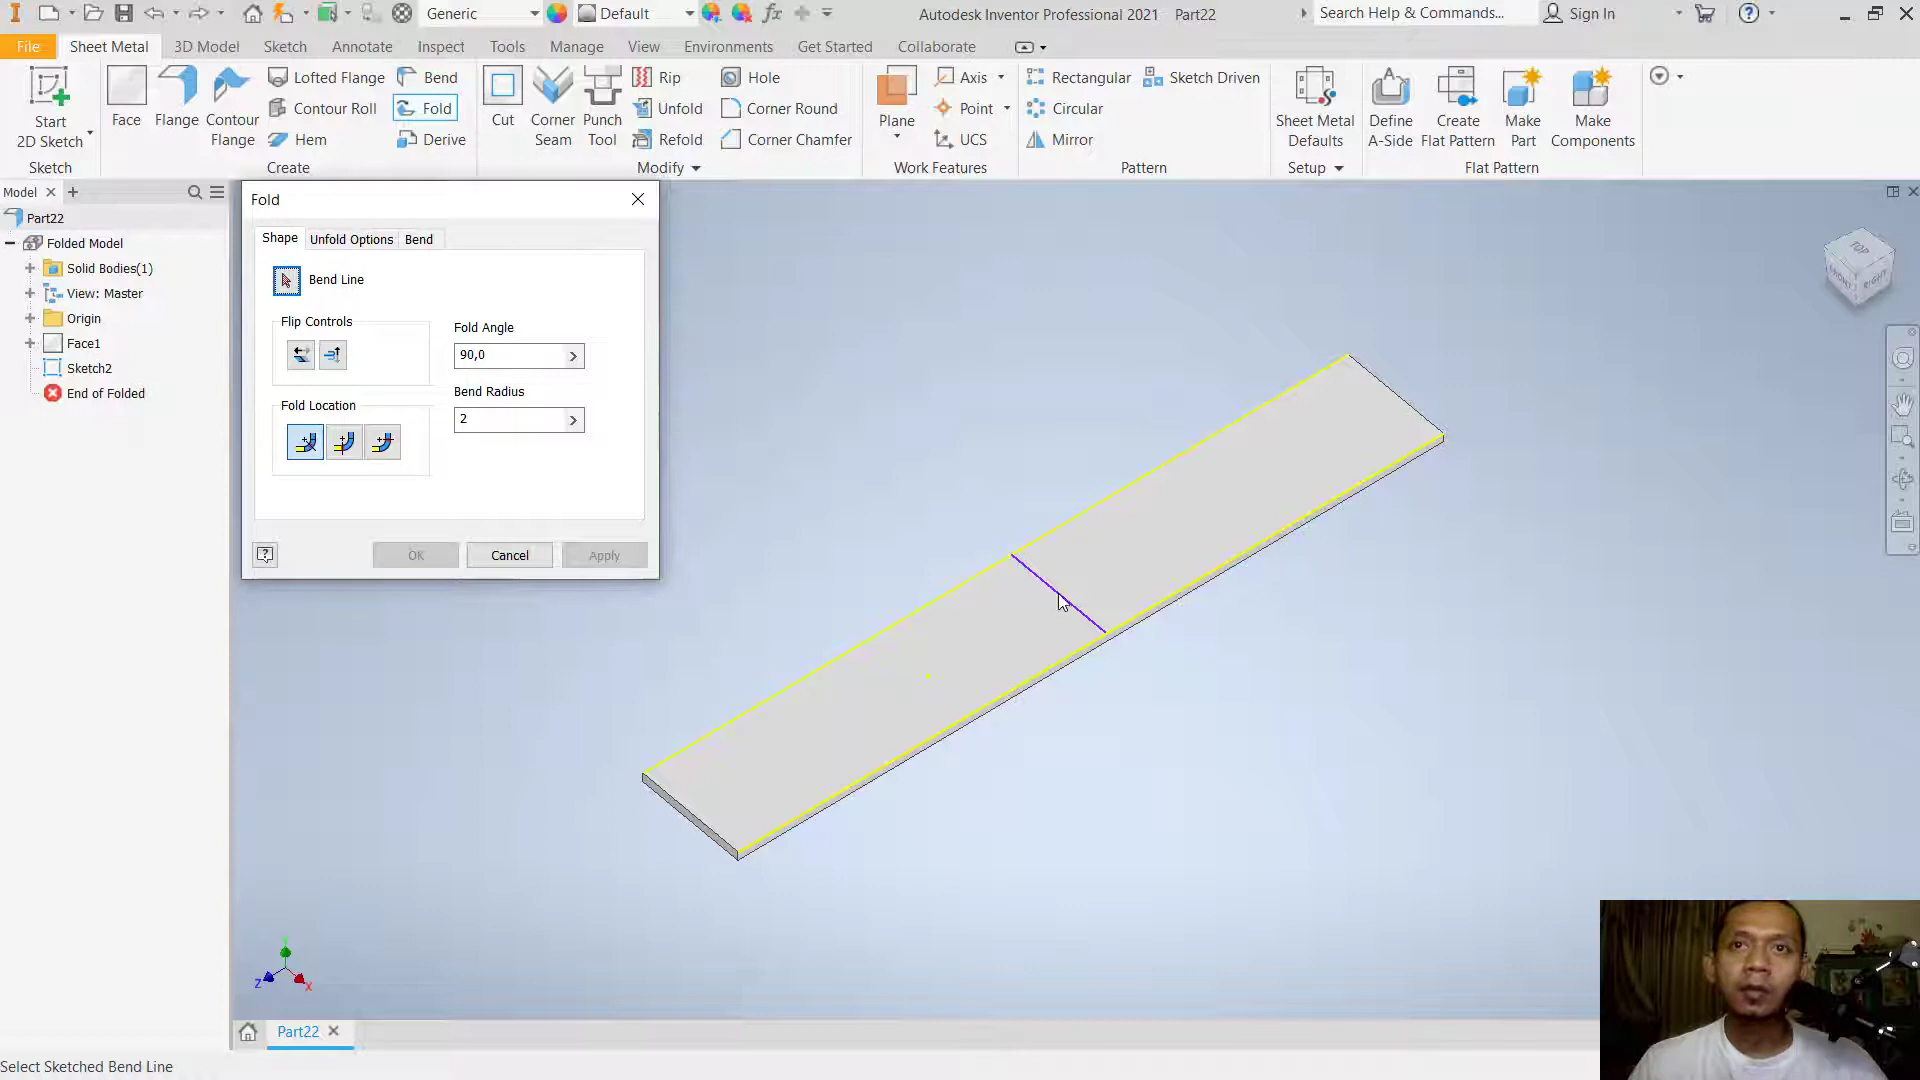 Generic
Default
Autodesk Inventor Professional 2021 Part22
Search Help & Commands...
Sign In
File
Sheet Metal
3D Model
Sketch
Annotate
Inspect
Tools
Manage
View
Environments
Get Started
Collaborate
Start
2D Sketch
Face
Flange
Contour
Flange
Lofted Flange
Contour Roll
Hem
Bend
Fold
Derive
Cut
Corner
Seam
Punch
Tool
Rip
Unfold
Refold
Hole
Corner Round
Corner Chamfer
Plane
Axis
Point
UCS
Rectangular
Circular
Mirror
Sketch Driven
Sheet Metal
Defaults
Define
A-Side
Create
Flat Pattern
Make
Part
Make
Components
Sketch
Create
Modify
Work Features
Pattern
Setup
Flat Pattern
Model
Part22
Folded Model
Solid Bodies(1)
View: Master
Origin
Face1
Sketch2
End of Folded
Fold
Shape
Unfold Options
Bend
Bend Line
Flip Controls
Fold Angle
90,0
Bend Radius
2
Fold Location
OK
Cancel
Apply
TOP
FRONT
RIGHT
Y
Z
X
Part22
Select Sketched Bend Line